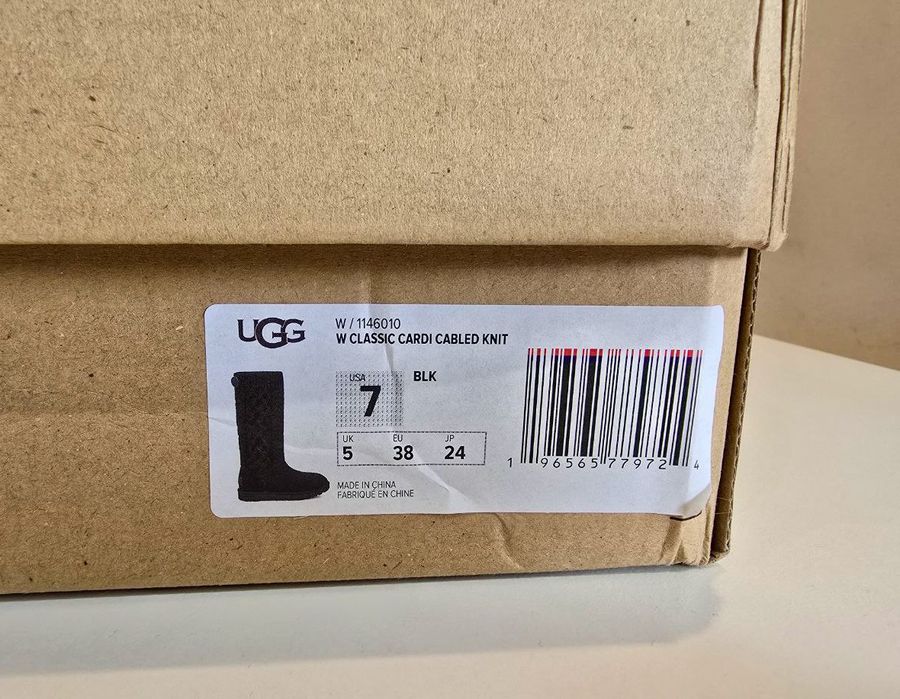 UGG
W / 1146010
W CLASSIC CARDI CABLED KNIT
USA
7
BLK
UK EU JP
5 38 24
MADE IN CHINA
FABRIQUÉ EN CHINE
1 96565 77972 4